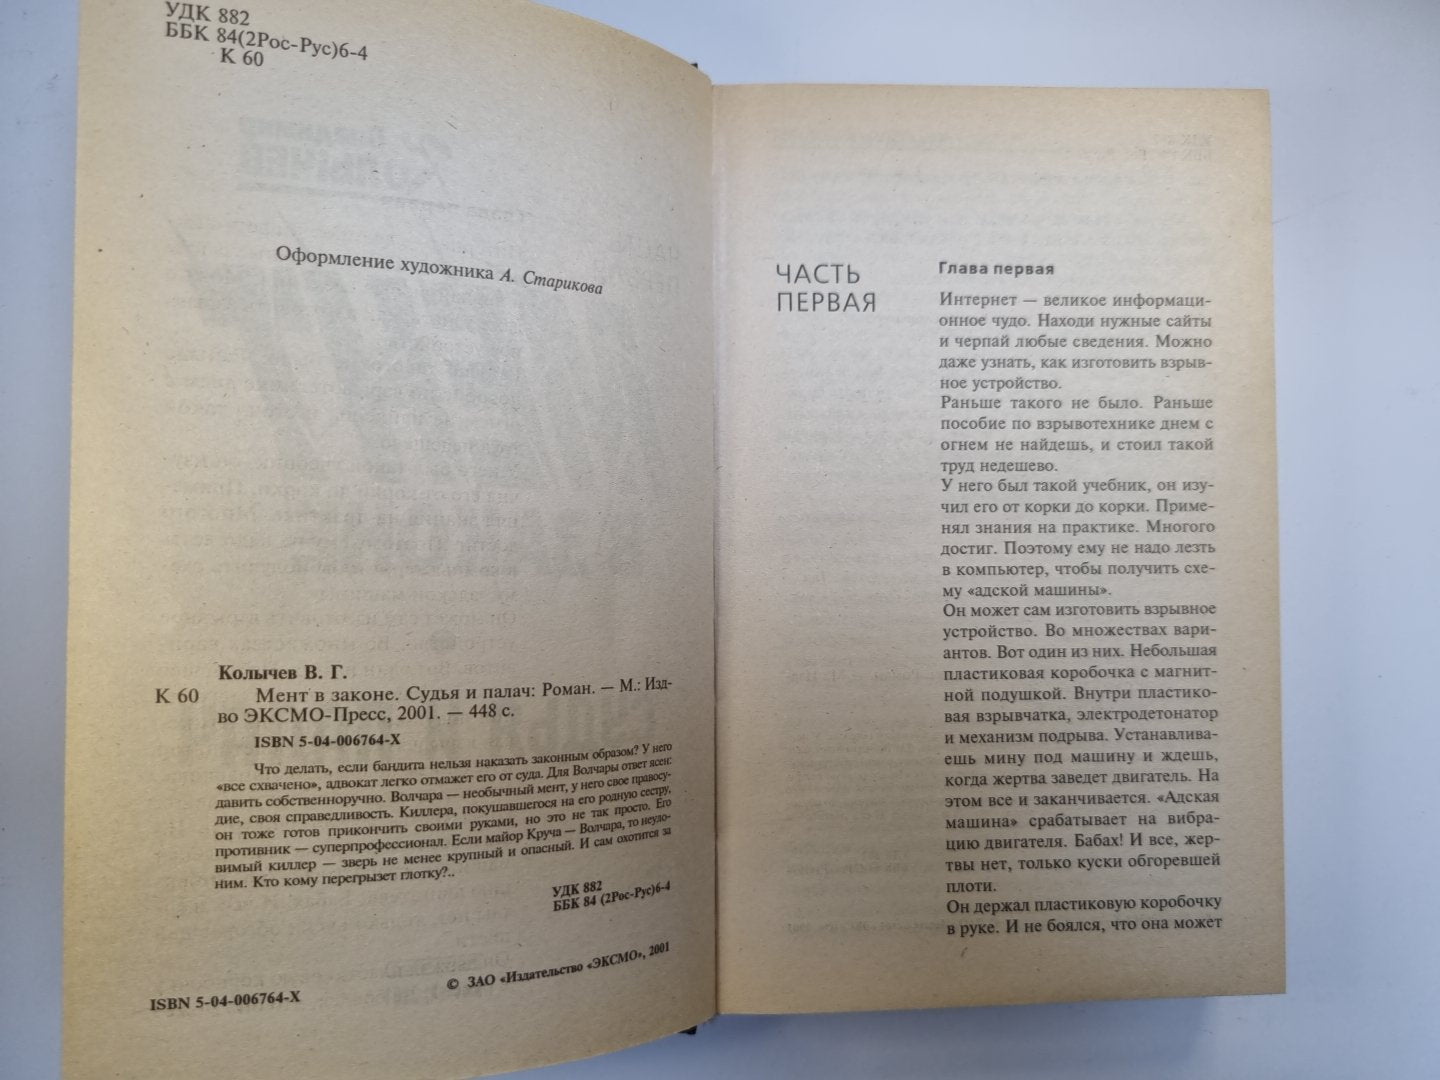 УДК 882
ББК 84(2Рос-Рус)6-4
К 60
Оформление художника А. Старикова
Колычев В. Г.
К 60 Мент в законе. Судья и палач: Роман. — М.: Изд-
во ЭКСМО-Пресс, 2001. — 448 с.
ISBN 5-04-006764-X
Что делать, если бандита нельзя наказать законным образом? У него
«все схвачено», адвокат легко отмажет его от суда. Для Волчары ответ ясен:
давить собственноручно. Волчара — необычный мент, у него свое правосу-
дие, своя справедливость. Киллера, покушавшегося на его родную сестру,
он тоже готов прикончить своими руками, но это не так просто. Его
противник — суперпрофессионал. Если майор Круча — Волчара, то неуло-
вимый киллер — зверь не менее крупный и опасный. И сам охотится за
ним. Кто кому перегрызет глотку?..
УДК 882
ББК 84 (2Рос-Рус)6-4
© ЗАО «Издательство «ЭКСМО», 2001
ISBN 5-04-006764-X
ЧАСТЬ
ПЕРВАЯ
Глава первая
Интернет — великое информаци-
онное чудо. Находи нужные сайты
и черпай любые сведения. Можно
даже узнать, как изготовить взрыв-
ное устройство.
Раньше такого не было. Раньше
пособие по взрывотехнике днем с
огнем не найдешь, и стоил такой
труд недешево.
У него был такой учебник, он изу-
чил его от корки до корки. Приме-
нял знания на практике. Многого
достиг. Поэтому ему не надо лезть
в компьютер, чтобы получить схе-
му «адской машины».
Он может сам изготовить взрывное
устройство. Во множествах вари-
антов. Вот один из них. Небольшая
пластиковая коробочка с магнит-
ной подушкой. Внутри пластико-
вая взрывчатка, электродетонатор
и механизм подрыва. Устанавлива-
ешь мину под машину и ждешь,
когда жертва заведет двигатель. На
этом все и заканчивается. «Адская
машина» срабатывает на вибра-
цию двигателя. Бабах! И все, жер-
твы нет, только куски обгоревшей
плоти.
Он держал пластиковую коробочку
в руке. И не боялся, что она может